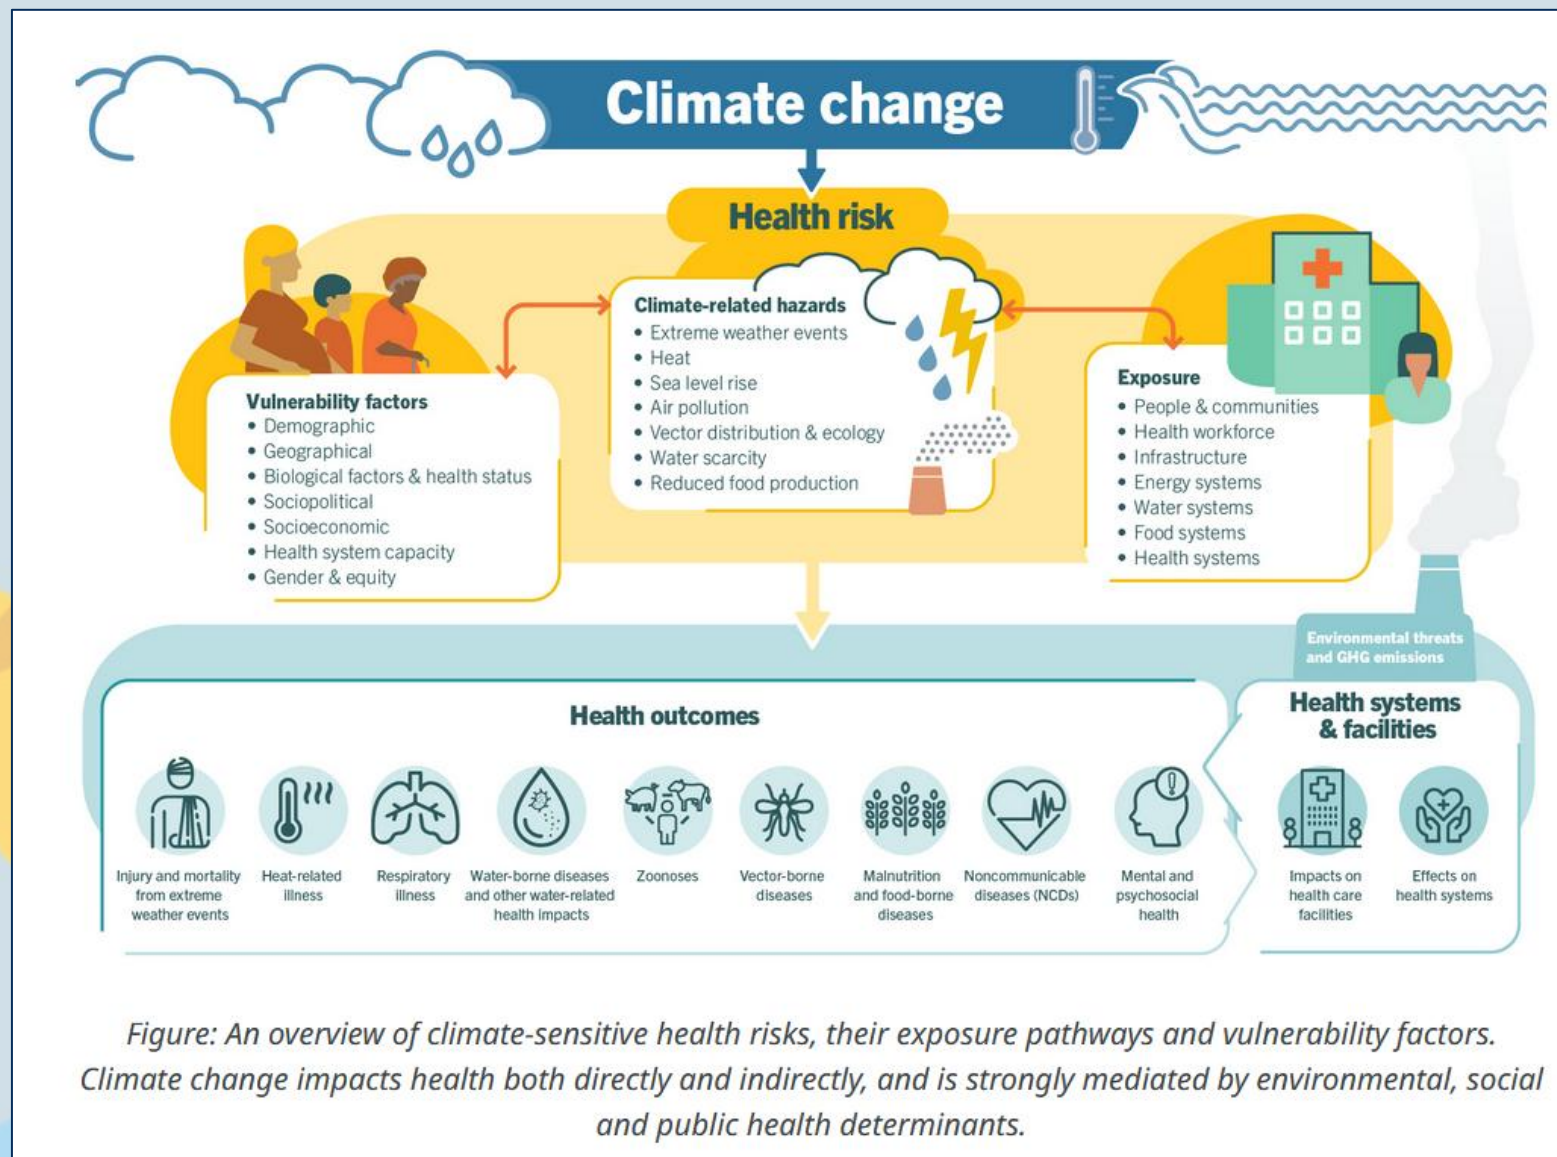 Climate change
Health risk
Climate-related hazards
• Extreme weather events
• Heat
• Sea level rise
• Air pollution
• Vector distribution & ecology
• Water scarcity
• Reduced food production
Vulnerability factors
• Demographic
• Geographical
• Biological factors & health status
• Sociopolitical
• Socioeconomic
• Health system capacity
• Gender & equity
Exposure
• People & communities
• Health workforce
• Infrastructure
• Energy systems
• Water systems
• Food systems
• Health systems
Environmental threats
and GHG emissions
Health outcomes
Injury and mortality
from extreme
weather events
Heat-related
illness
Respiratory
illness
Water-borne diseases
and other water-related
health impacts
Zoonoses
Vector-borne
diseases
Malnutrition
and food-borne
diseases
Noncommunicable
diseases (NCDs)
Mental and
psychosocial
health
Health systems
& facilities
Impacts on
health care
facilities
Effects on
health systems
Figure: An overview of climate-sensitive health risks, their exposure pathways and vulnerability factors.
Climate change impacts health both directly and indirectly, and is strongly mediated by environmental, social
and public health determinants.